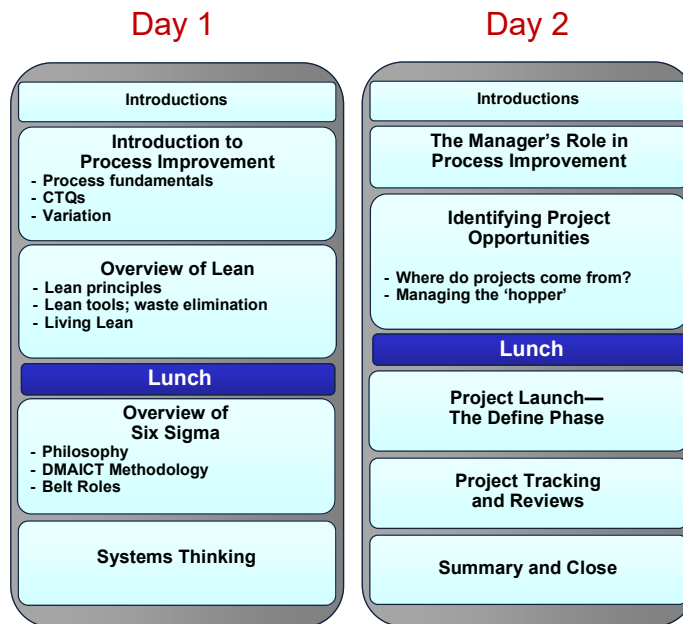 Day 1
Introductions
Introduction to
Process Improvement
- Process fundamentals
- CTQs
- Variation
Overview of Lean
- Lean principles
- Lean tools; waste elimination
- Living Lean
Lunch
Overview of
Six Sigma
- Philosophy
- DMAICT Methodology
- Belt Roles
Systems Thinking
Day 2
Introductions
The Manager’s Role in
Process Improvement
Identifying Project
Opportunities
- Where do projects come from?
- Managing the ‘hopper’
Lunch
Project Launch—
The Define Phase
Project Tracking
and Reviews
Summary and Close